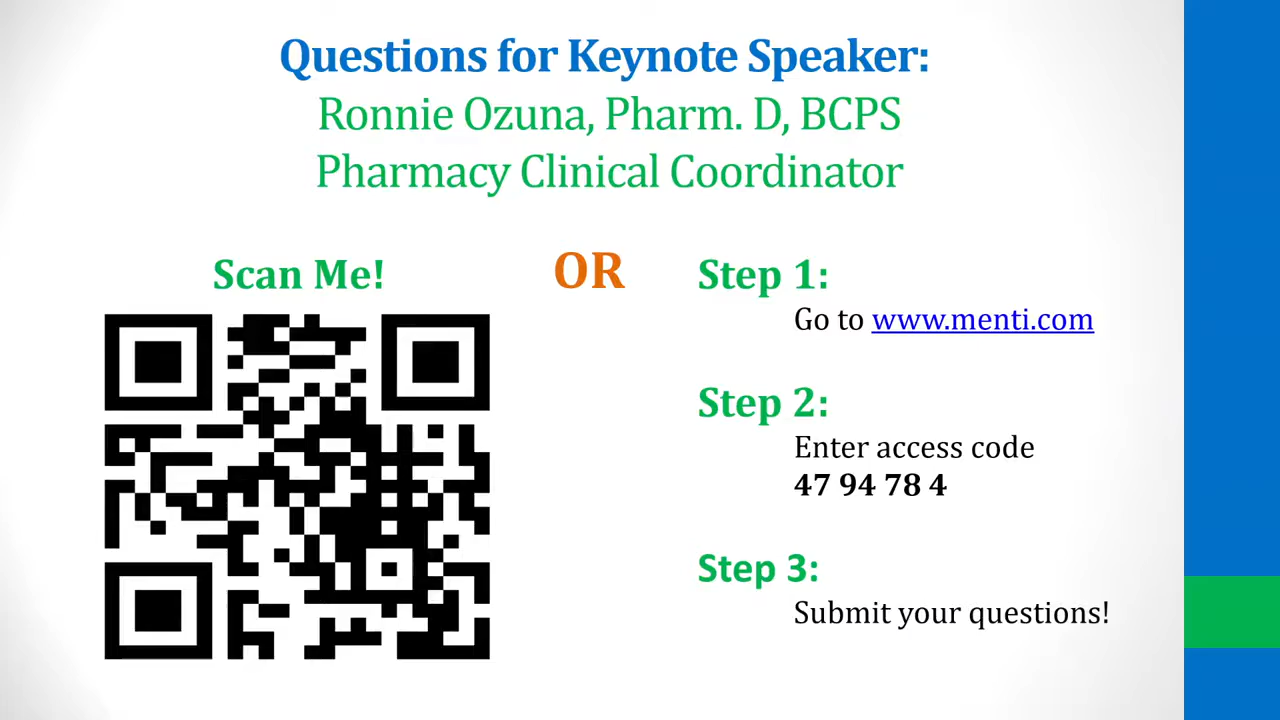 Questions for Keynote Speaker:
Ronnie Ozuna, Pharm. D, BCPS
Pharmacy Clinical Coordinator
Scan Me!
OR
Step 1:
Go to www.menti.com
Step 2:
Enter access code
47 94 78 4
Step 3:
Submit your questions!